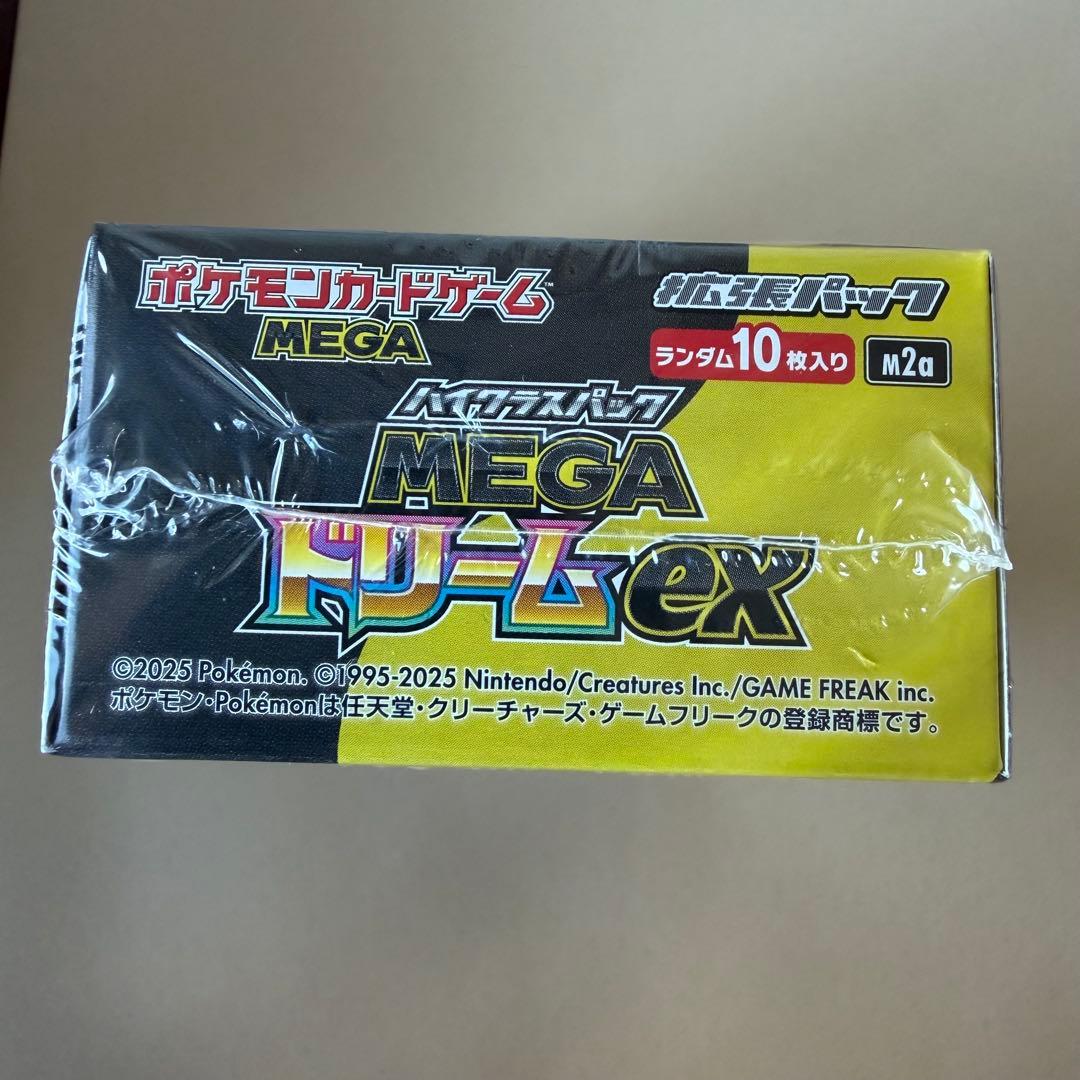 ポケモンカードゲーム™
MEGA
拡張パック
ランダム10枚入り
M2a
ハイクラスパック
MEGA
ドリームex
©2025 Pokémon. ©1995-2025 Nintendo/Creatures Inc./GAME FREAK inc.
ポケモン・Pokémonは任天堂・クリーチャーズ・ゲームフリークの登録商標です。